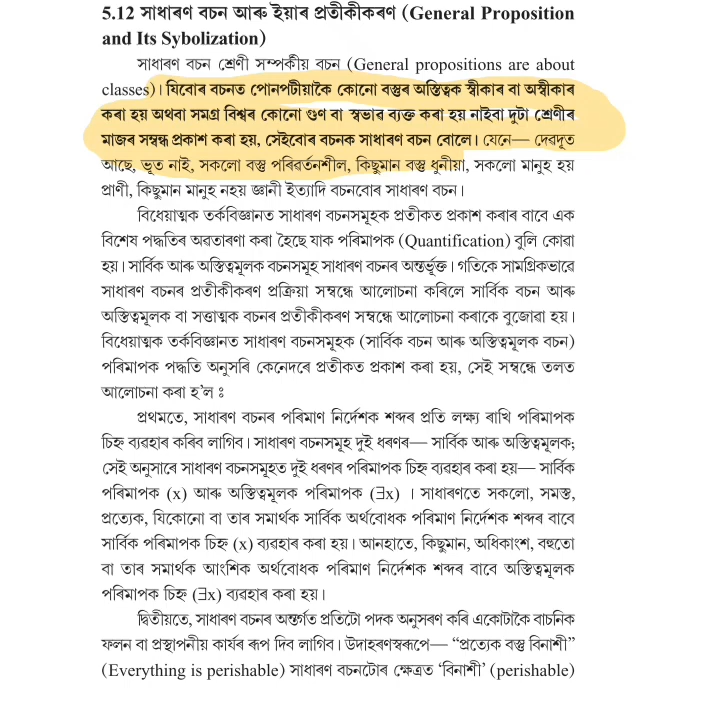 5.12 সাধাৰণ বচন আৰু ইয়াৰ প্ৰতীকীকৰণ (General Proposition
and Its Sybolization)
সাধাৰণ বচন শ্ৰেণী সম্পৰ্কীয় বচন (General propositions are about
classes)। যিবোৰ বচনত পোনপটীয়াকৈ কোনো বস্তুৰ অস্তিত্বক স্বীকাৰ বা অস্বীকাৰ
কৰা হয় অথবা সমগ্ৰ বিশ্বৰ কোনো গুণ বা স্বভাৱ ব্যক্ত কৰা হয় নাইবা দুটা শ্ৰেণীৰ
মাজৰ সম্বন্ধ প্ৰকাশ কৰা হয়, সেইবোৰ বচনক সাধাৰণ বচন বোলে। যেনে— দেৱদূত
আছে, ভূত নাই, সকলো বস্তু পৰিৱৰ্তনশীল, কিছুমান বস্তু ধুনীয়া, সকলো মানুহ হয়
প্ৰাণী, কিছুমান মানুহ নহয় জ্ঞানী ইত্যাদি বচনবোৰ সাধাৰণ বচন।
বিধেয়াত্মক তৰ্কবিজ্ঞানত সাধাৰণ বচনসমূহক প্ৰতীকত প্ৰকাশ কৰাৰ বাবে এক
বিশেষ পদ্ধতিৰ অৱতাৰণা কৰা হৈছে যাক পৰিমাপক (Quantification) বুলি কোৱা
হয়। সাৰ্বিক আৰু অস্তিত্বমূলক বচনসমূহ সাধাৰণ বচনৰ অন্তৰ্ভূক্ত। গতিকে সামগ্ৰিকভাৱে
সাধাৰণ বচনৰ প্ৰতীকীকৰণ প্ৰক্ৰিয়া সম্বন্ধে আলোচনা কৰিলে সাৰ্বিক বচন আৰু
অস্তিত্বমূলক বা সত্তাত্মক বচনৰ প্ৰতীকীকৰণ সম্বন্ধে আলোচনা কৰাকে বুজোৱা হয়।
বিধেয়াত্মক তৰ্কবিজ্ঞানত সাধাৰণ বচনসমূহক (সাৰ্বিক বচন আৰু অস্তিত্বমূলক বচন)
পৰিমাপক পদ্ধতি অনুসৰি কেনেদৰে প্ৰতীকত প্ৰকাশ কৰা হয়, সেই সম্বন্ধে তলত
আলোচনা কৰা হ’ল ঃ
প্ৰথমতে, সাধাৰণ বচনৰ পৰিমাণ নিৰ্দেশক শব্দৰ প্ৰতি লক্ষ্য ৰাখি পৰিমাপক
চিহ্ন ব্যৱহাৰ কৰিব লাগিব। সাধাৰণ বচনসমূহ দুই ধৰণৰ— সাৰ্বিক আৰু অস্তিত্বমূলক;
সেই অনুসাৰে সাধাৰণ বচনসমূহত দুই ধৰণৰ পৰিমাপক চিহ্ন ব্যৱহাৰ কৰা হয়— সাৰ্বিক
পৰিমাপক (x) আৰু অস্তিত্বমূলক পৰিমাপক (∃x) । সাধাৰণতে সকলো, সমস্ত,
প্ৰত্যেক, যিকোনো বা তাৰ সমাৰ্থক সাৰ্বিক অৰ্থবোধক পৰিমাণ নিৰ্দেশক শব্দৰ বাবে
সাৰ্বিক পৰিমাপক চিহ্ন (x) ব্যৱহাৰ কৰা হয়। আনহাতে, কিছুমান, অধিকাংশ, বহুতো
বা তাৰ সমাৰ্থক আংশিক অৰ্থবোধক পৰিমাণ নিৰ্দেশক শব্দৰ বাবে অস্তিত্বমূলক
পৰিমাপক চিহ্ন (∃x) ব্যৱহাৰ কৰা হয়।
দ্বিতীয়তে, সাধাৰণ বচনৰ অন্তৰ্গত প্ৰতিটো পদক অনুসৰণ কৰি একোটাকৈ বাচনিক
ফলন বা প্ৰস্থাপনীয় কাৰ্যৰ ৰূপ দিব লাগিব। উদাহৰণস্বৰূপে— “প্ৰত্যেক বস্তু বিনাশী”
(Everything is perishable) সাধাৰণ বচনটোৰ ক্ষেত্ৰত ‘বিনাশী’ (perishable)